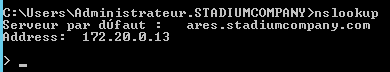 C:\Users\Administrateur.STADIUMCOMPANY>nslookup
Serveur par dúfaut :   ares.stadiumcompany.com
Address:  172.20.0.13
> _